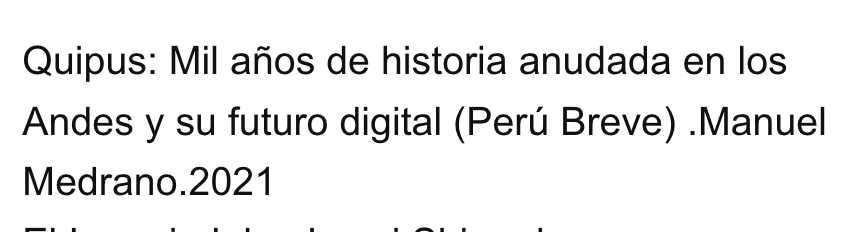 Quipus: Mil años de historia anudada en los
Andes y su futuro digital (Perú Breve) .Manuel
Medrano.2021